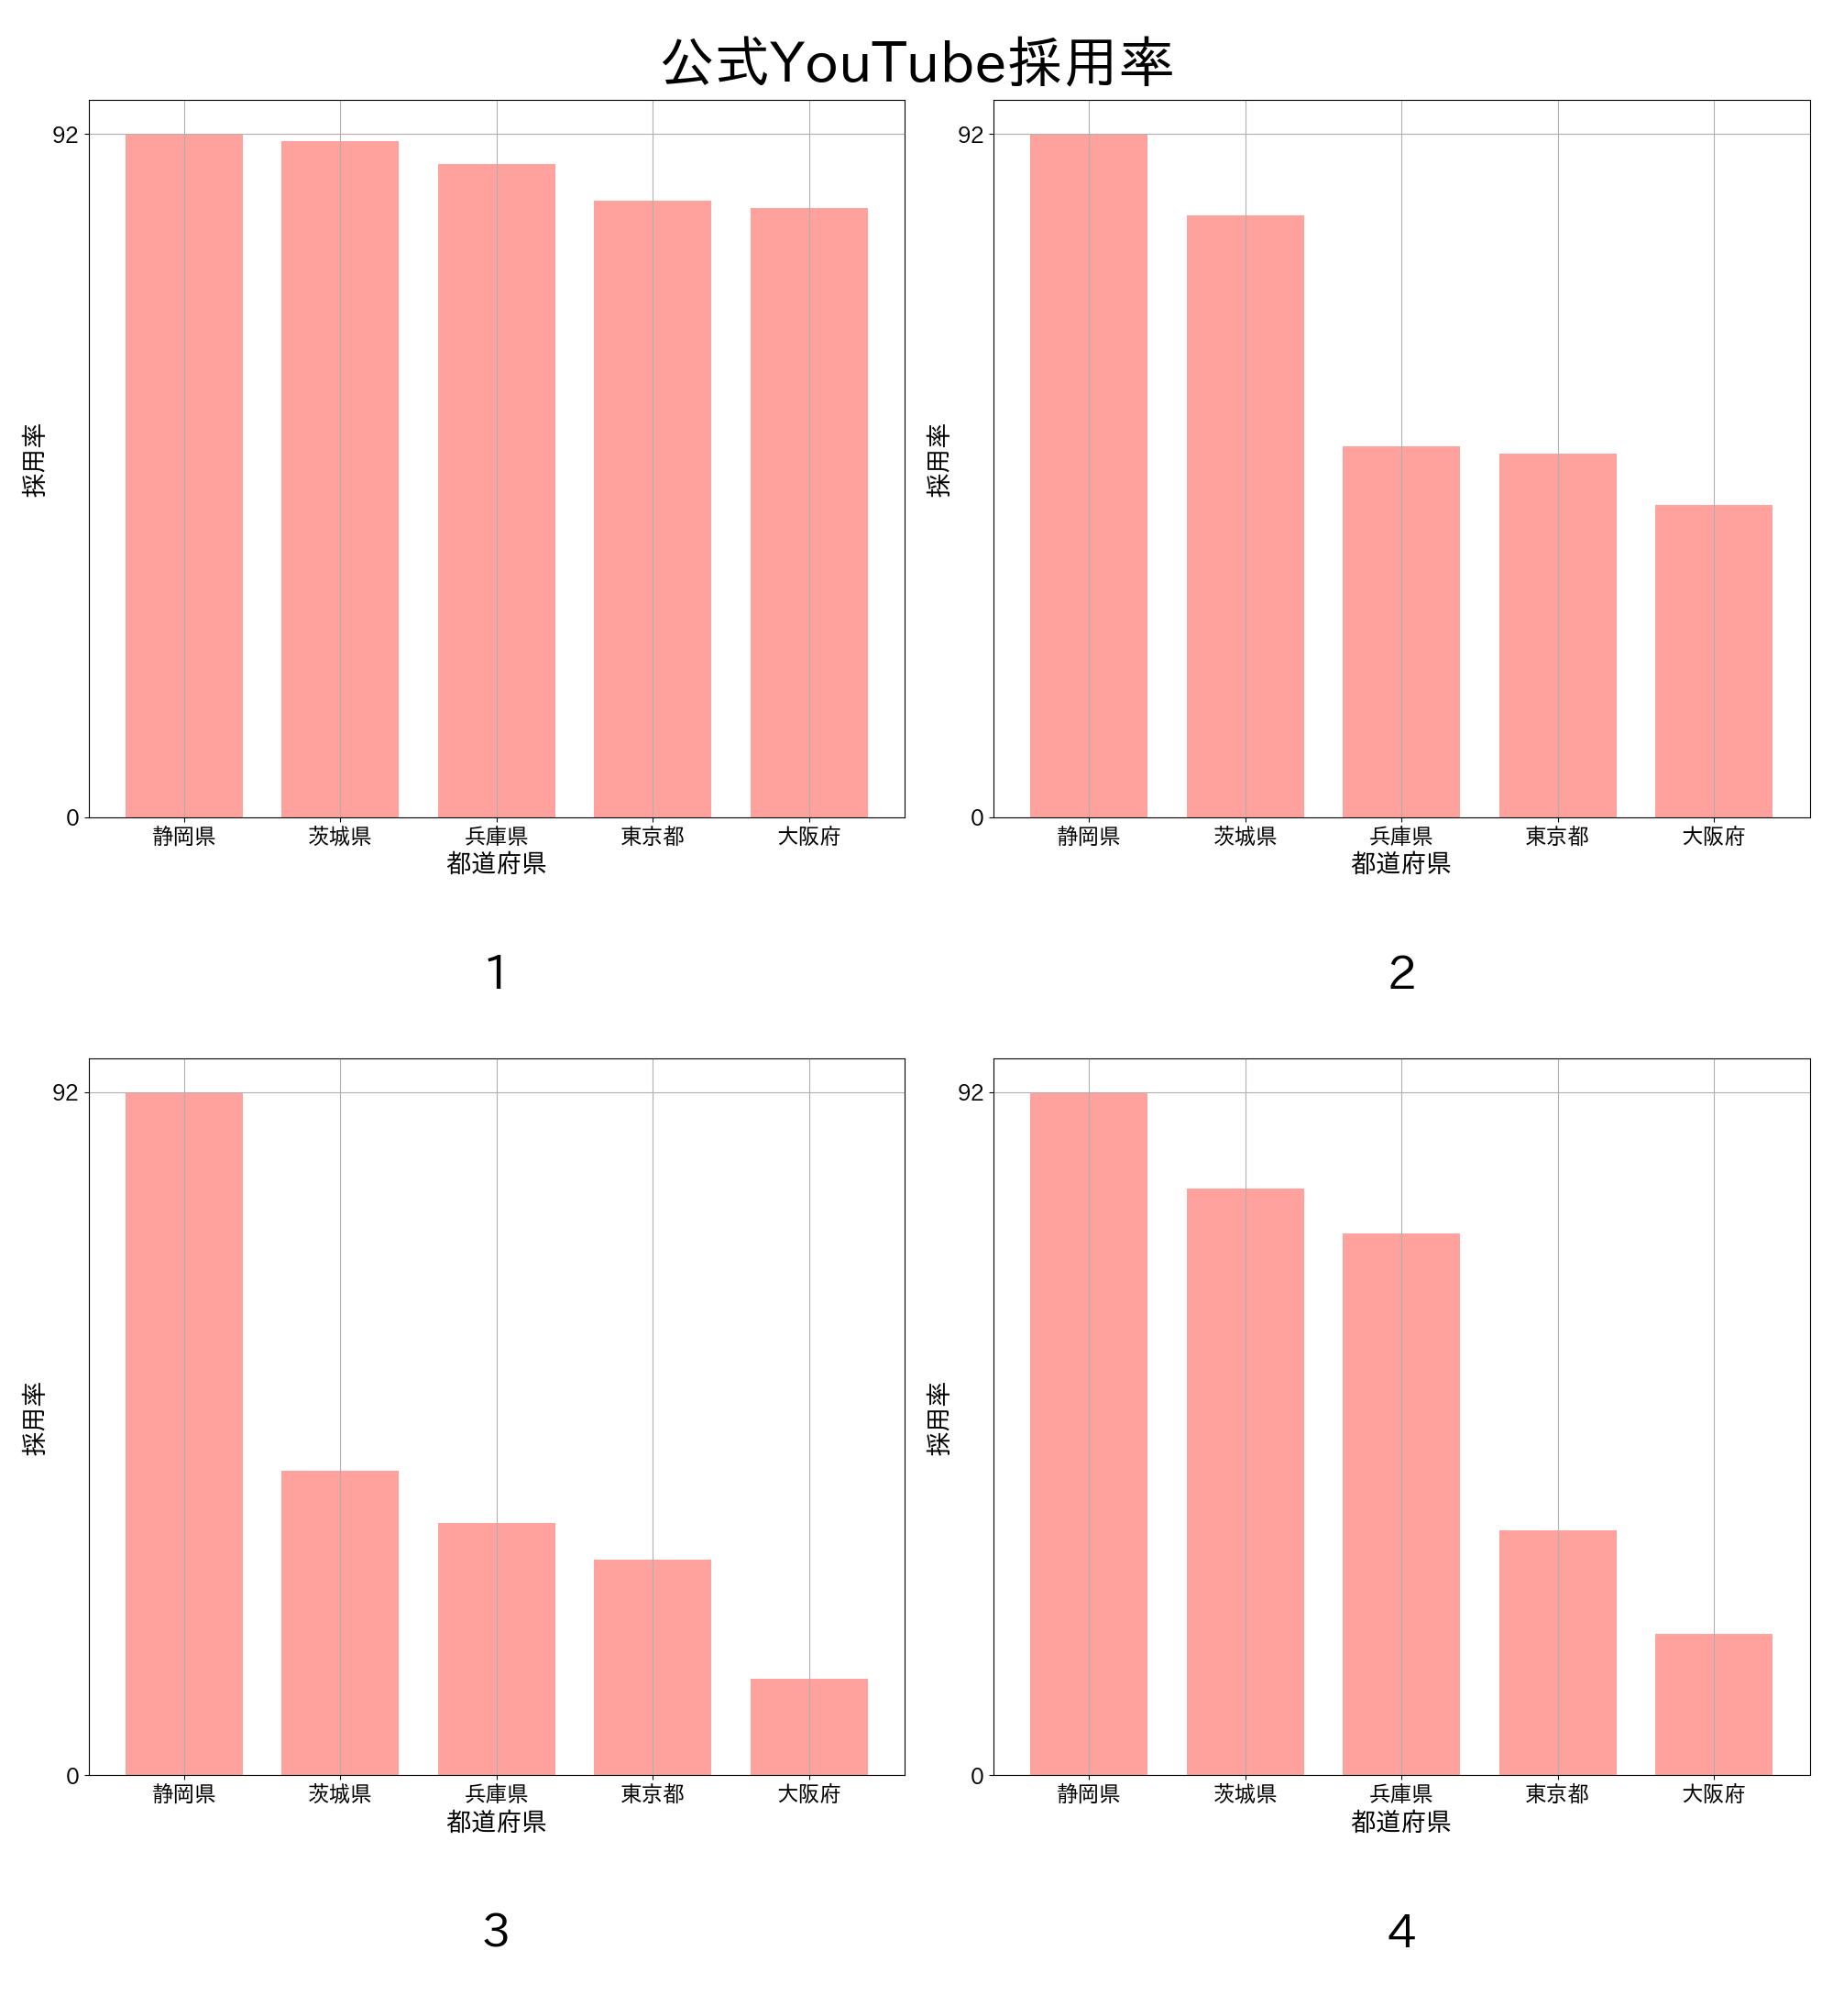 公式YouTube採用率
92
0
採用率
静岡県 茨城県 兵庫県 東京都 大阪府
都道府県
1
92
0
採用率
静岡県 茨城県 兵庫県 東京都 大阪府
都道府県
2
92
0
採用率
静岡県 茨城県 兵庫県 東京都 大阪府
都道府県
3
92
0
採用率
静岡県 茨城県 兵庫県 東京都 大阪府
都道府県
4